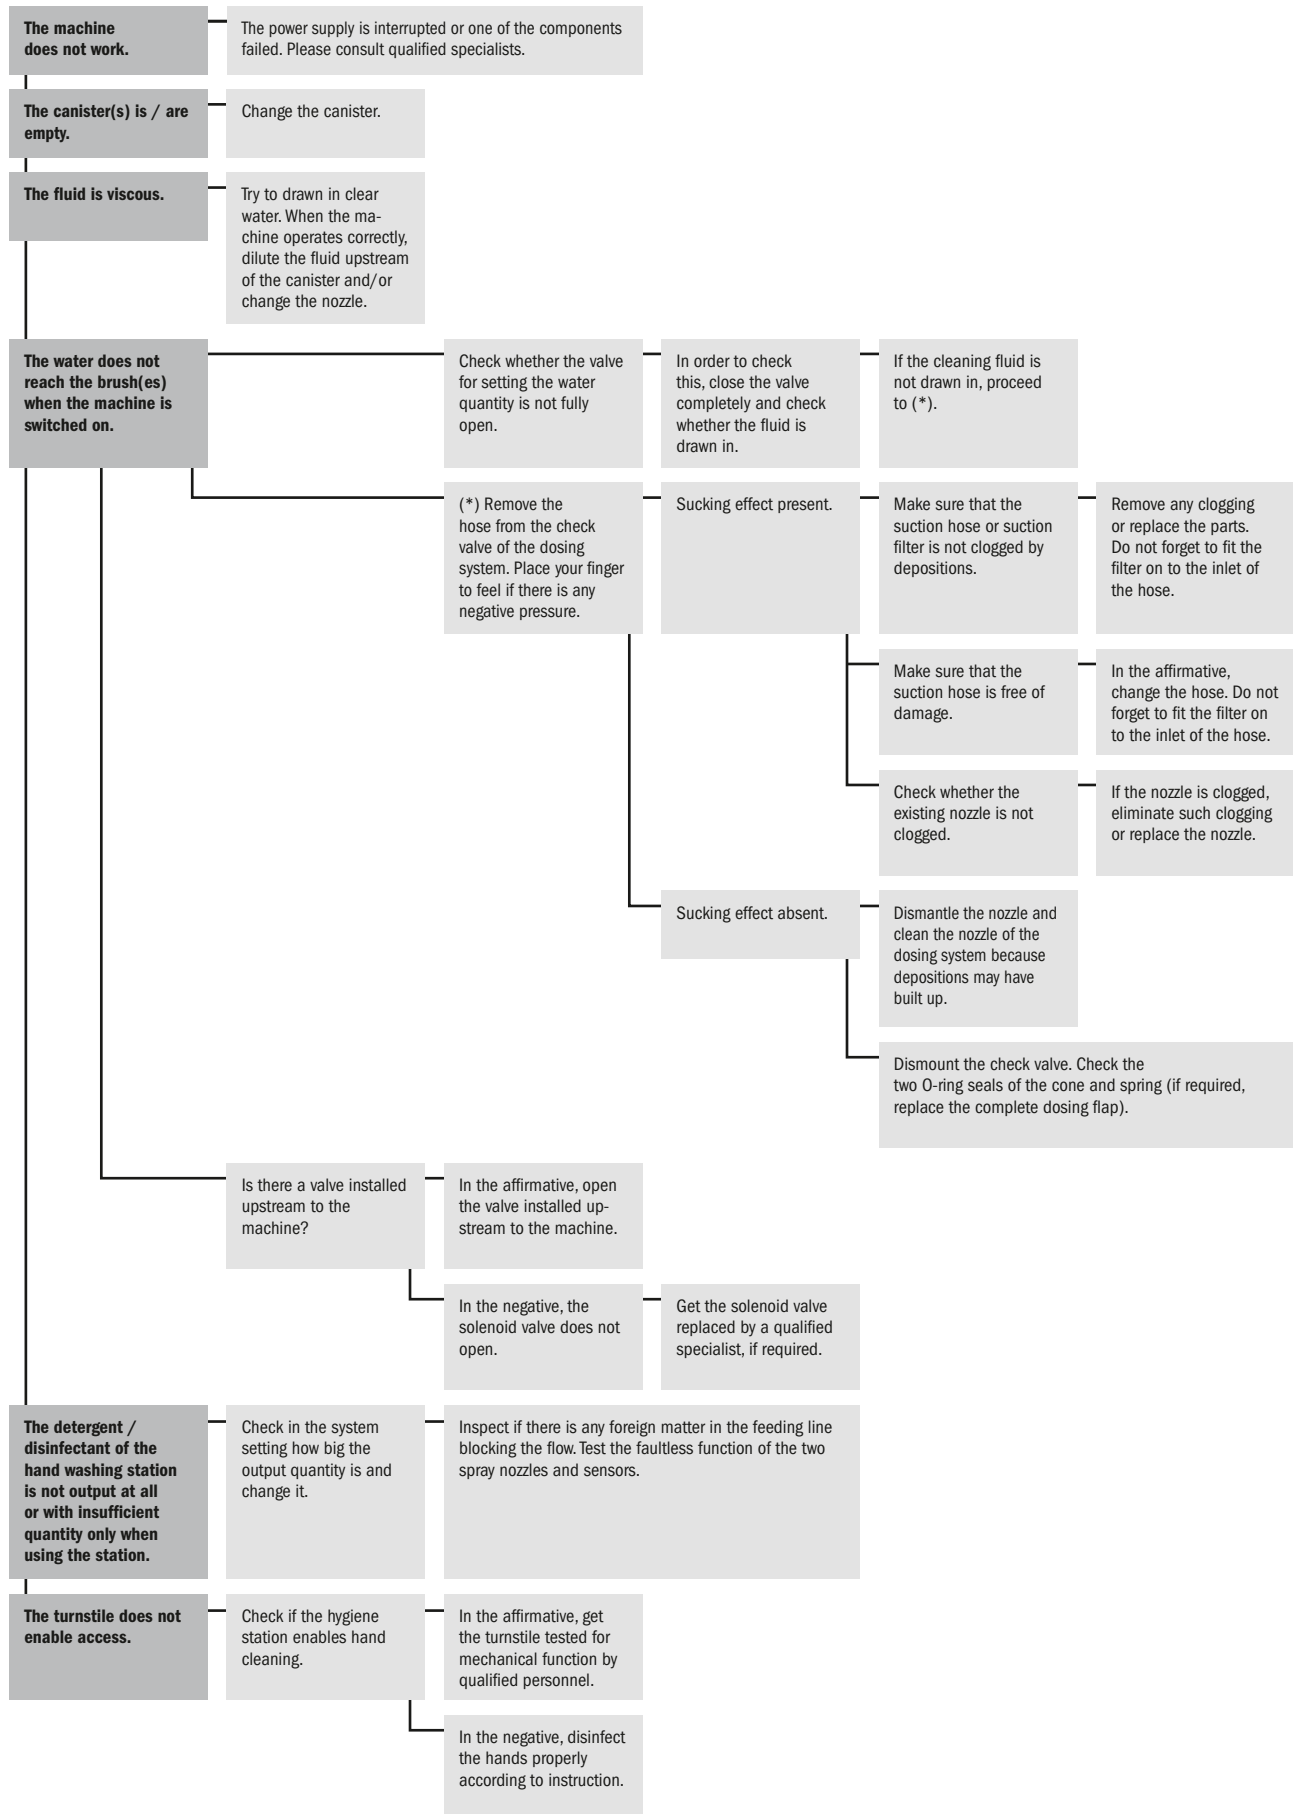 The machine
does not work.
The power supply is interrupted or one of the components
failed. Please consult qualified specialists.
The canister(s) is / are
empty.
Change the canister.
The fluid is viscous.
Try to drawn in clear
water. When the ma-
chine operates correctly,
dilute the fluid upstream
of the canister and/or
change the nozzle.
The water does not
reach the brush(es)
when the machine is
switched on.
Check whether the valve
for setting the water
quantity is not fully
open.
In order to check
this, close the valve
completely and check
whether the fluid is
drawn in.
If the cleaning fluid is
not drawn in, proceed
to (*).
(*) Remove the
hose from the check
valve of the dosing
system. Place your finger
to feel if there is any
negative pressure.
Sucking effect present.
Make sure that the
suction hose or suction
filter is not clogged by
depositions.
Remove any clogging
or replace the parts.
Do not forget to fit the
filter on to the inlet of
the hose.
Make sure that the
suction hose is free of
damage.
In the affirmative,
change the hose. Do not
forget to fit the filter on
to the inlet of the hose.
Check whether the
existing nozzle is not
clogged.
If the nozzle is clogged,
eliminate such clogging
or replace the nozzle.
Sucking effect absent.
Dismantle the nozzle and
clean the nozzle of the
dosing system because
depositions may have
built up.
Dismount the check valve. Check the
two O-ring seals of the cone and spring (if required,
replace the complete dosing flap).
Is there a valve installed
upstream to the
machine?
In the affirmative, open
the valve installed up-
stream to the machine.
In the negative, the
solenoid valve does not
open.
Get the solenoid valve
replaced by a qualified
specialist, if required.
The detergent /
disinfectant of the
hand washing station
is not output at all
or with insufficient
quantity only when
using the station.
Check in the system
setting how big the
output quantity is and
change it.
Inspect if there is any foreign matter in the feeding line
blocking the flow. Test the faultless function of the two
spray nozzles and sensors.
The turnstile does not
enable access.
Check if the hygiene
station enables hand
cleaning.
In the affirmative, get
the turnstile tested for
mechanical function by
qualified personnel.
In the negative, disinfect
the hands properly
according to instruction.